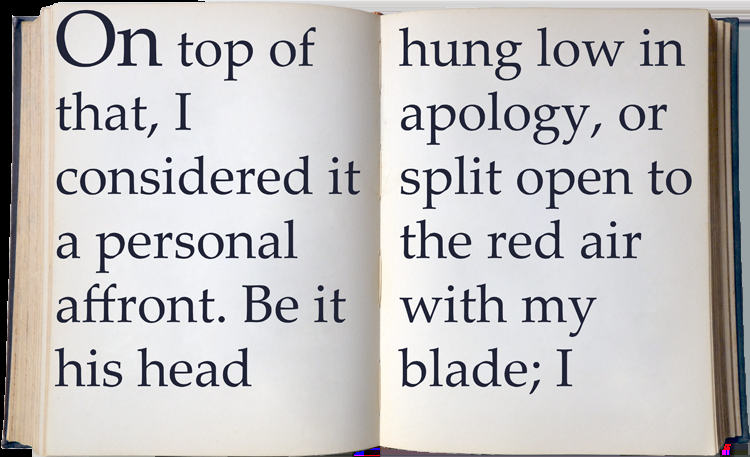 On top of
that, I
considered it
a personal
affront. Be it
his head
hung low in
apology, or
split open to
the red air
with my
blade; I